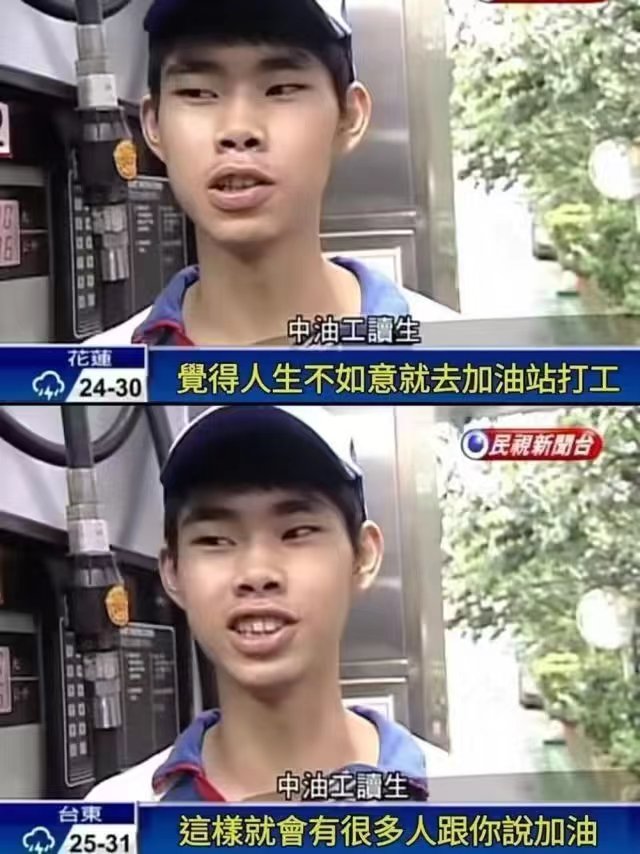 中油工讀生
花蓮
24-30
覺得人生不如意就去加油站打工
民視新聞台
中油工讀生
台東
25-31
這樣就會有很多人跟你說加油